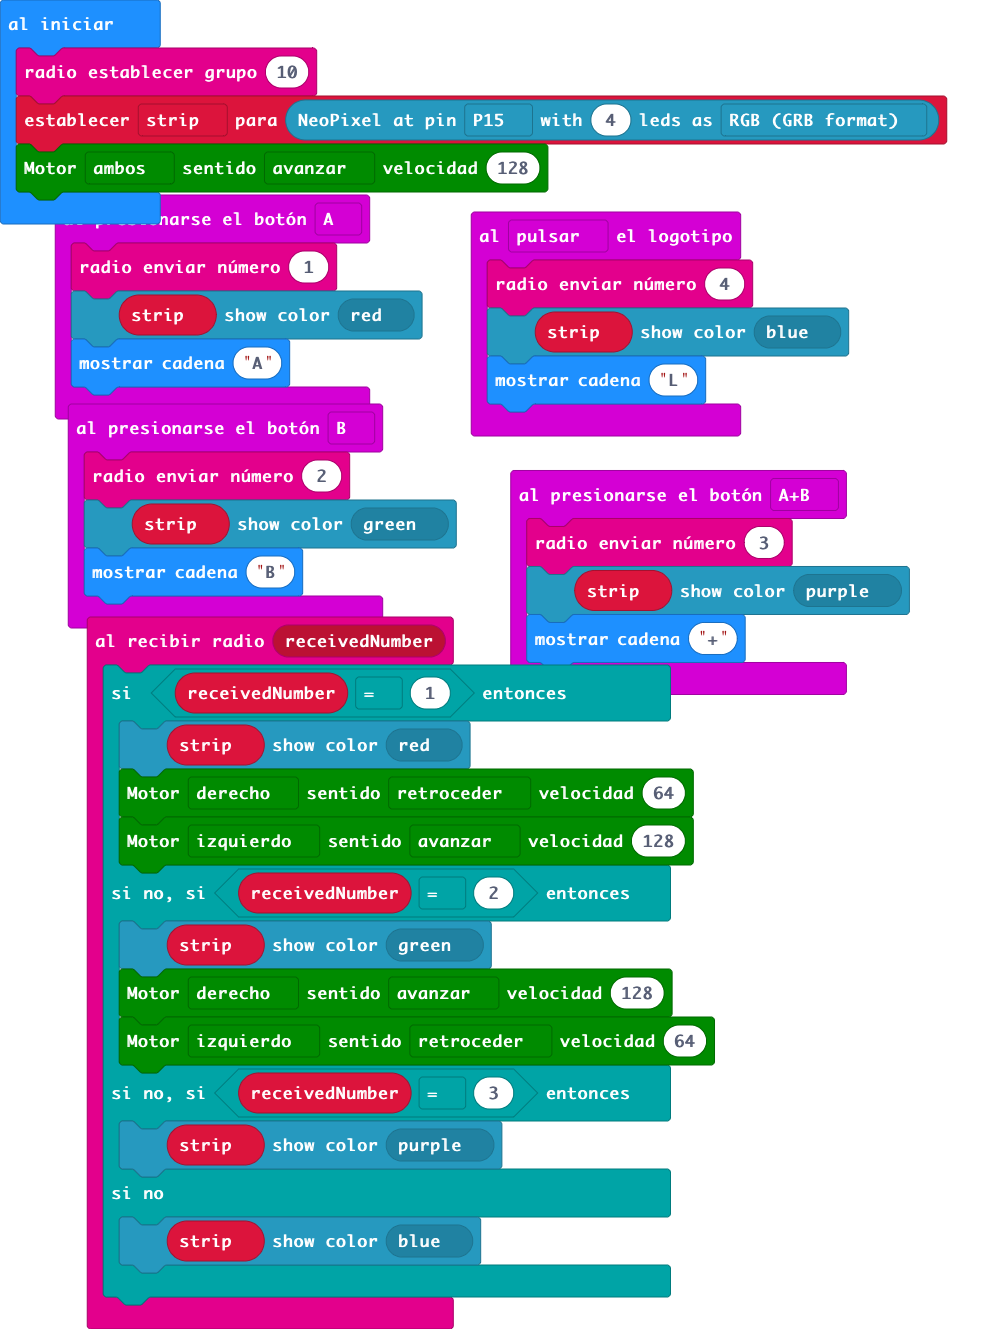 al iniciar
radio establecer grupo 10
establecer strip para NeoPixel at pin P15 with 4 leds as RGB (GRB format)
Motor ambos sentido avanzar velocidad 128
presionarse el botón A
radio enviar número 1
strip show color red
mostrar cadena "A"
al pulsar el logotipo
radio enviar número 4
strip show color blue
mostrar cadena "L"
al presionarse el botón B
radio enviar número 2
strip show color green
mostrar cadena "B"
al presionarse el botón A+B
radio enviar número 3
strip show color purple
mostrar cadena "+"
al recibir radio receivedNumber
si receivedNumber = 1 entonces
strip show color red
Motor derecho sentido retroceder velocidad 64
Motor izquierdo sentido avanzar velocidad 128
si no, si receivedNumber = 2 entonces
strip show color green
Motor derecho sentido avanzar velocidad 128
Motor izquierdo sentido retroceder velocidad 64
si no, si receivedNumber = 3 entonces
strip show color purple
si no
strip show color blue